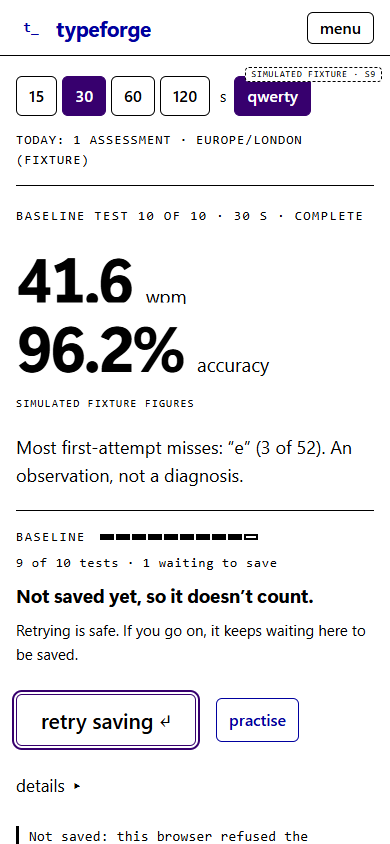 t_ typeforge menu
SIMULATED FIXTURE · S9
15 30 60 120 s qwerty
TODAY: 1 ASSESSMENT · EUROPE/LONDON
(FIXTURE)
BASELINE TEST 10 OF 10 · 30 S · COMPLETE
41.6 wpm
96.2% accuracy
SIMULATED FIXTURE FIGURES
Most first-attempt misses: “e” (3 of 52). An
observation, not a diagnosis.
BASELINE
9 of 10 tests · 1 waiting to save
Not saved yet, so it doesn’t count.
Retrying is safe. If you go on, it keeps waiting here to
be saved.
retry saving ↵ practise
details ▸
Not saved: this browser refused the